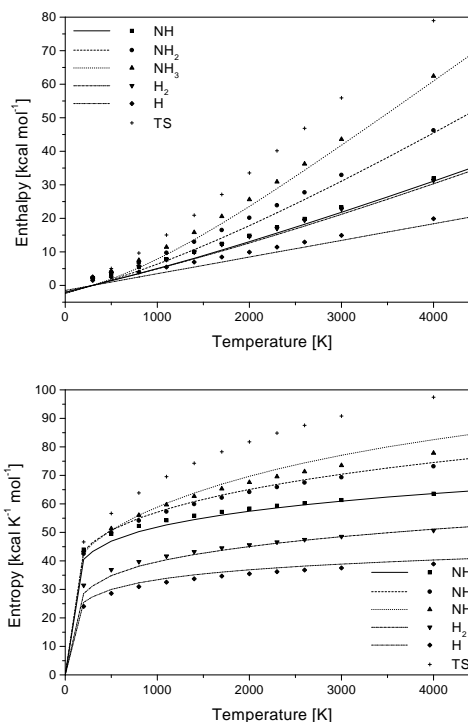 80
70
60
50
40
30
20
10
0
Enthalpy [kcal mol⁻¹]
NH
NH₂
NH₃
H₂
H
TS
0 1000 2000 3000 4000
Temperature [K]
100
90
80
70
60
50
40
30
20
10
0
Entropy [kcal K⁻¹ mol⁻¹]
NH
NH
NH
H₂
H
TS
0 1000 2000 3000 4000
Temperature [K]